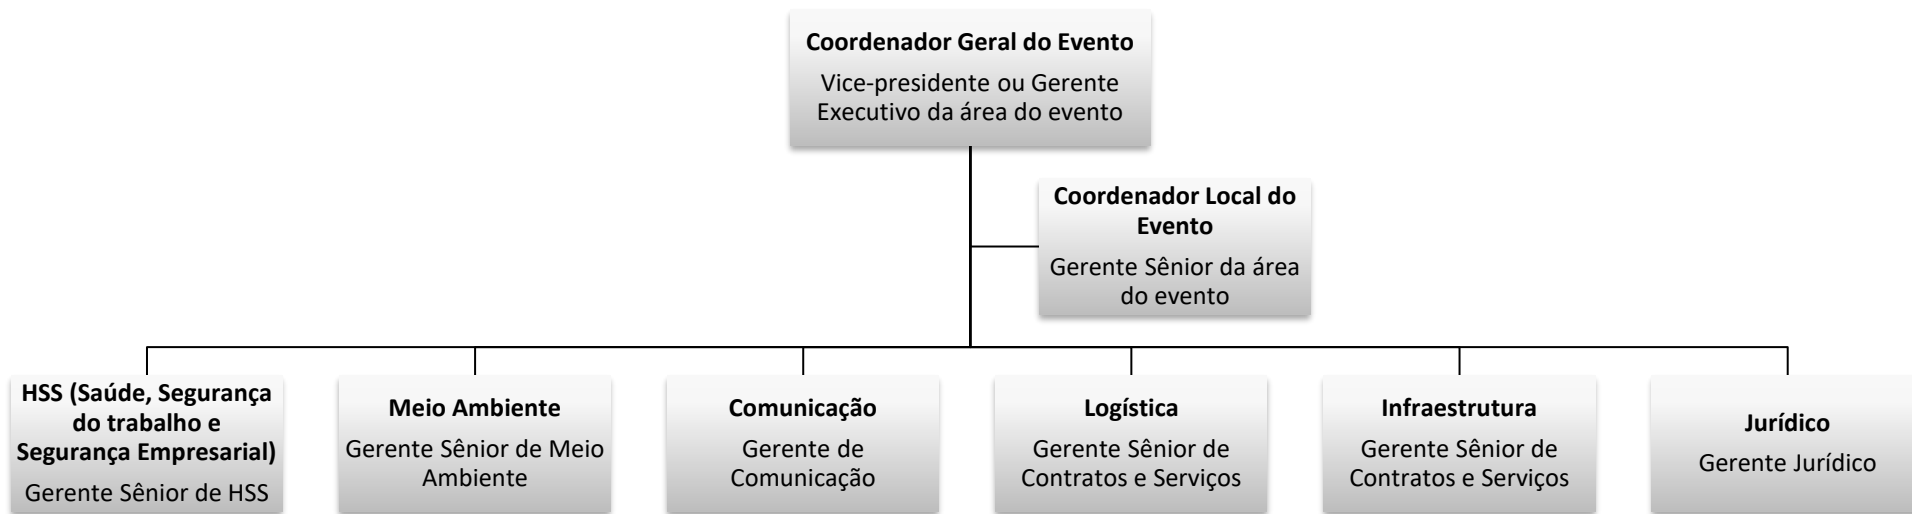 Coordenador Geral do Evento
Vice-presidente ou Gerente
Executivo da área do evento
Coordenador Local do
Evento
Gerente Sênior da área
do evento
HSS (Saúde, Segurança
do trabalho e
Segurança Empresarial)
Gerente Sênior de HSS
Meio Ambiente
Gerente Sênior de Meio
Ambiente
Comunicação
Gerente de
Comunicação
Logística
Gerente Sênior de
Contratos e Serviços
Infraestrutura
Gerente Sênior de
Contratos e Serviços
Jurídico
Gerente Jurídico